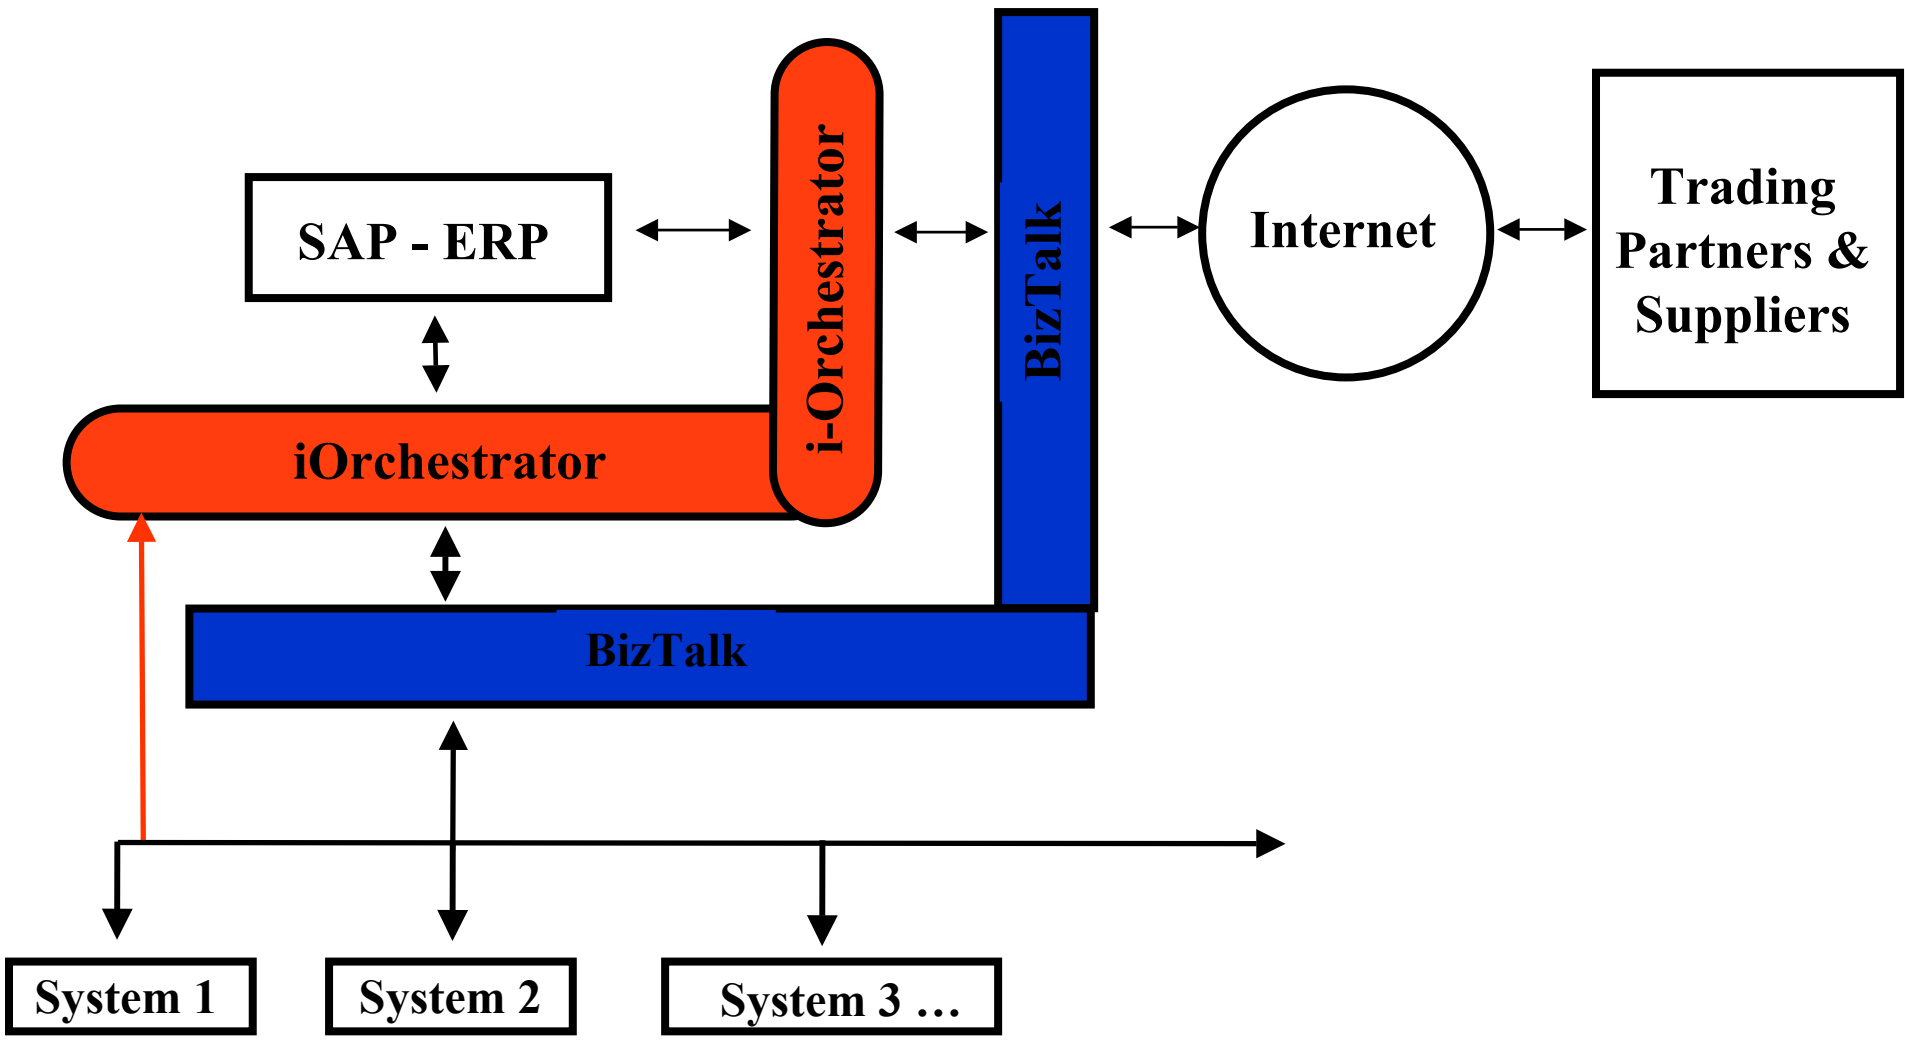 i-Orchestrator
BizTalk
SAP - ERP
Internet
Trading
Partners &
Suppliers
iOrchestrator
BizTalk
System 1
System 2
System 3 ...